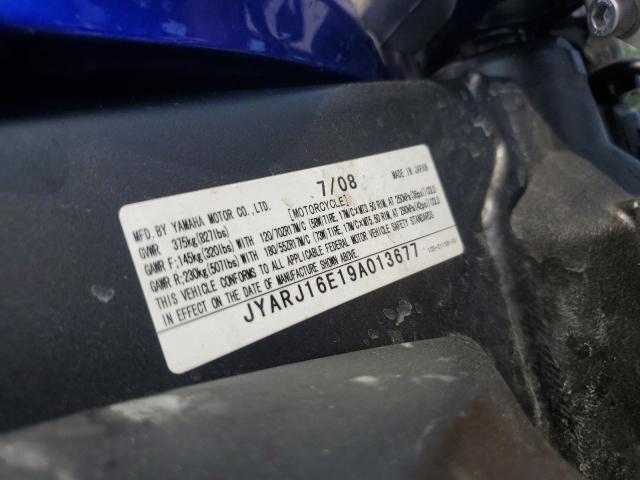 7/08
MFD. BY YAMAHA MOTOR CO., LTD. [MOTORCYCLE] MADE IN JAPAN
GVWR 375kg(827lbs)
GAWR F:145kg(320lbs) WITH 120/70ZR17M/C (58W)TIRE, 17M/C×MT3.50 RIM, AT 250kPa(36psi) COLD
GAWR R:230kg(507lbs) WITH 180/55ZR17M/C (73W)TIRE, 17M/C×MT5.50 RIM, AT 290kPa(42psi) COLD
THIS VEHICLE CONFORMS TO ALL APPLICABLE FEDERAL MOTOR VEHICLE SAFETY STANDARDS
IN EFFECT ON THE DATE OF MANUFACTURE SHOWN ABOVE.
JYARJ16E19A013677